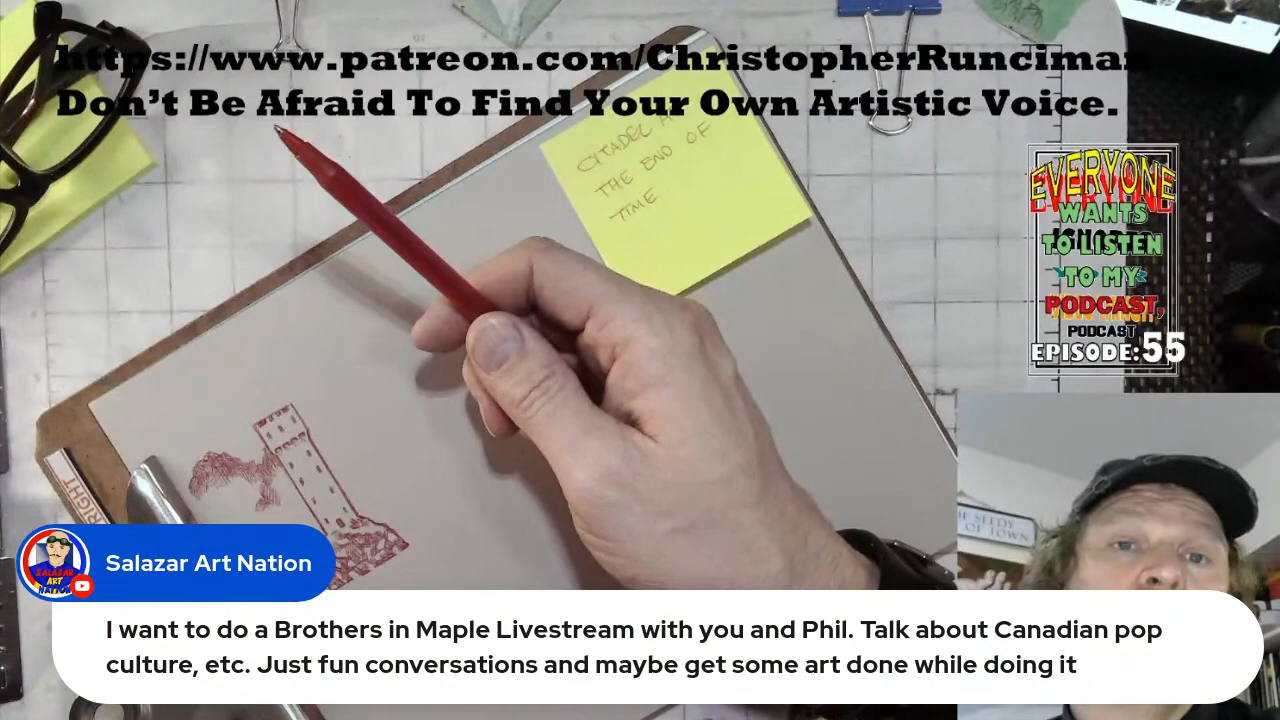 https://www.patreon.com/ChristopherRunciman
Don't Be Afraid To Find Your Own Artistic Voice.
CITADEL
THE END OF
TIME
EVERYONE
WANTS
TO LISTEN
TO MY
PODCAST,
PODCAST
EPISODE:55
RIGHT
OF TOWN
Salazar Art Nation
I want to do a Brothers in Maple Livestream with you and Phil. Talk about Canadian pop
culture, etc. Just fun conversations and maybe get some art done while doing it